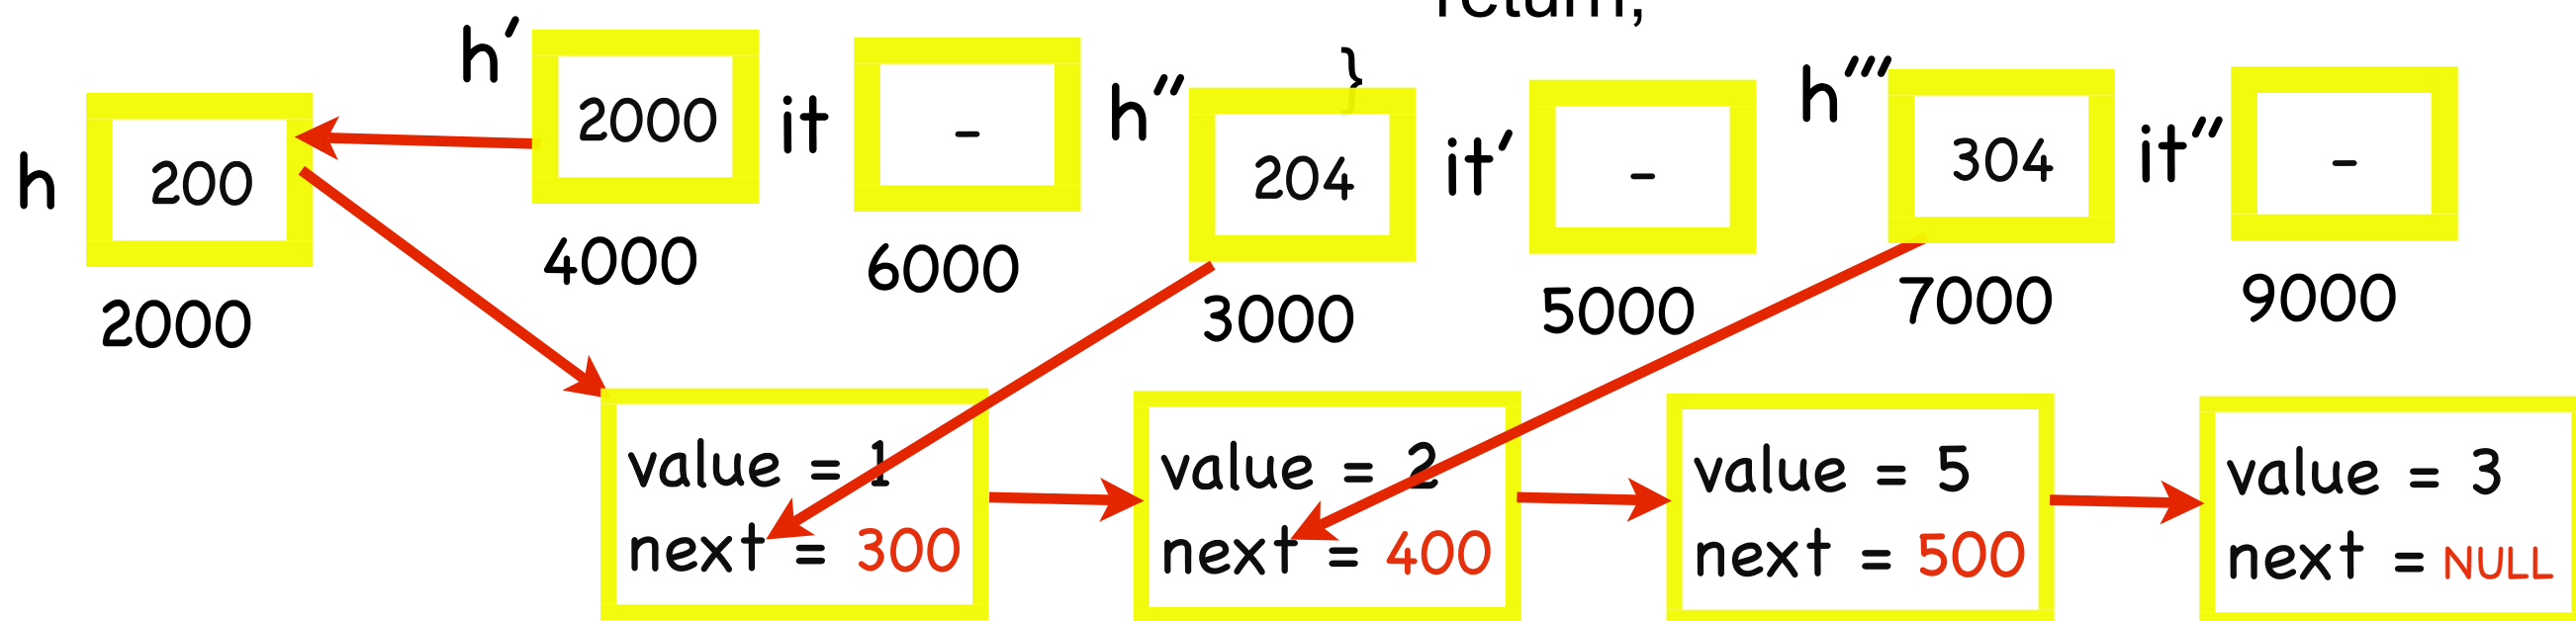 return;
}
h 200 2000
h′ 2000 4000
it - 6000
h″ 204 3000
it′ - 5000
h‴ 304 7000
it″ - 9000
value = 1
next = 300
value = 2
next = 400
value = 5
next = 500
value = 3
next = NULL